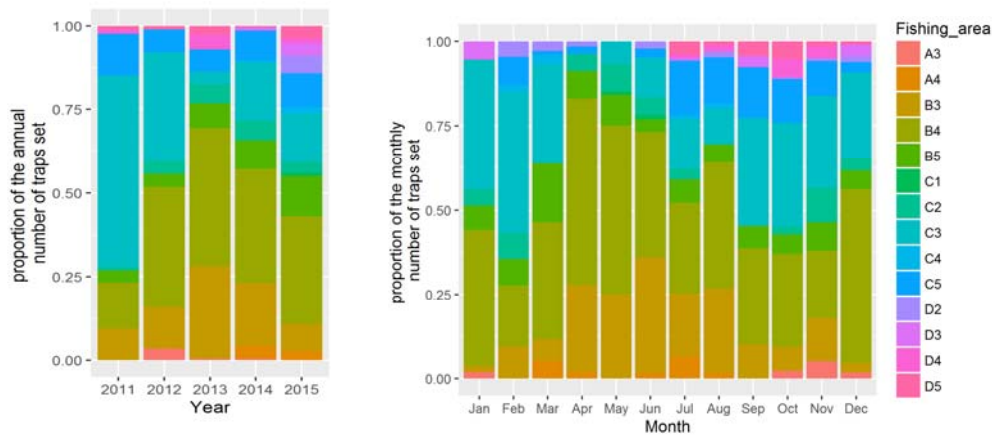 proportion of the annual
number of traps set
1.00
0.75
0.50
0.25
0.00
2011 2012 2013 2014 2015
Year
proportion of the monthly
number of traps set
1.00
0.75
0.50
0.25
0.00
Jan Feb Mar Apr May Jun Jul Aug Sep Oct Nov Dec
Month
Fishing_area
A3
A4
B3
B4
B5
C1
C2
C3
C4
C5
D2
D3
D4
D5